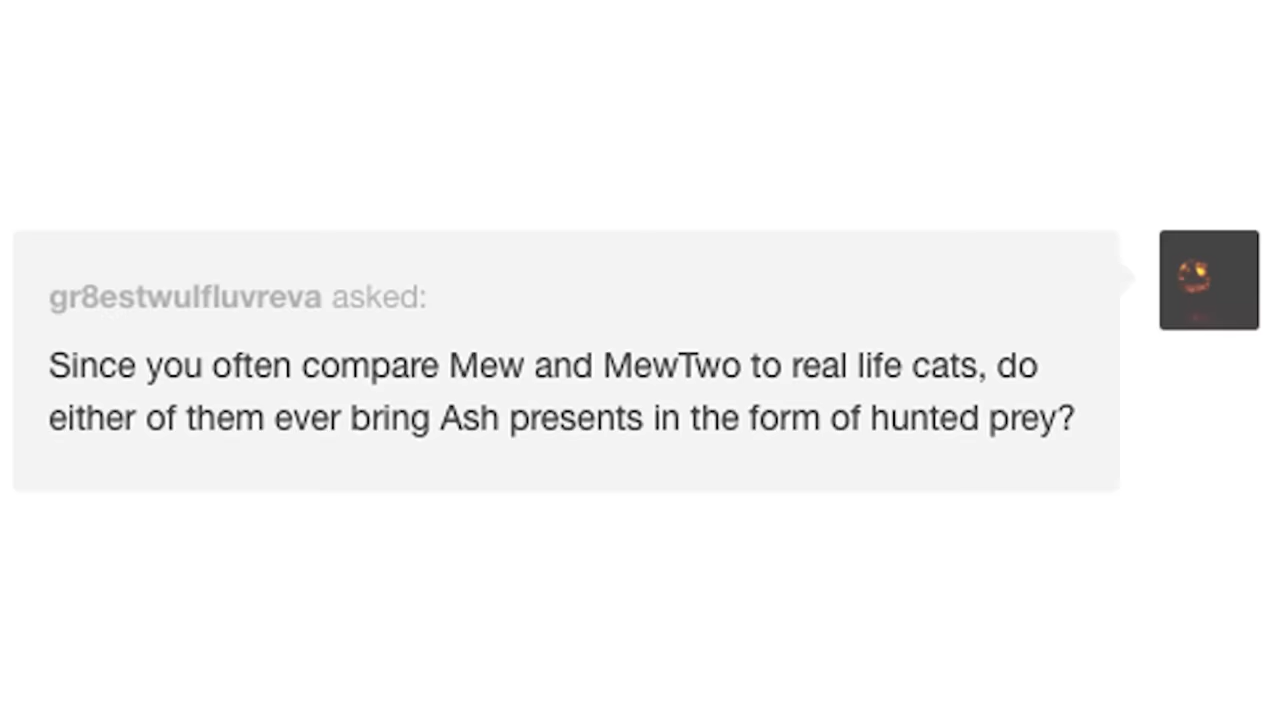 gr8estwulfluvreva asked:
Since you often compare Mew and MewTwo to real life cats, do
either of them ever bring Ash presents in the form of hunted prey?